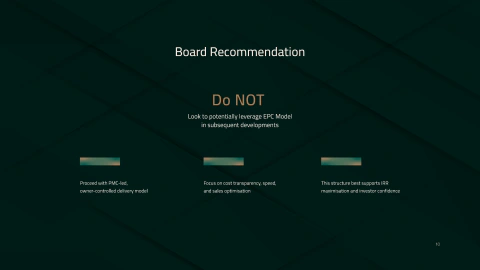 Board Recommendation
Do NOT
Look to potentially leverage EPC Model
in subsequent developments
Proceed with PMC-led,
owner-controlled delivery model
Focus on cost transparency, speed,
and sales optimisation
This structure best supports IRR
maximisation and investor confidence